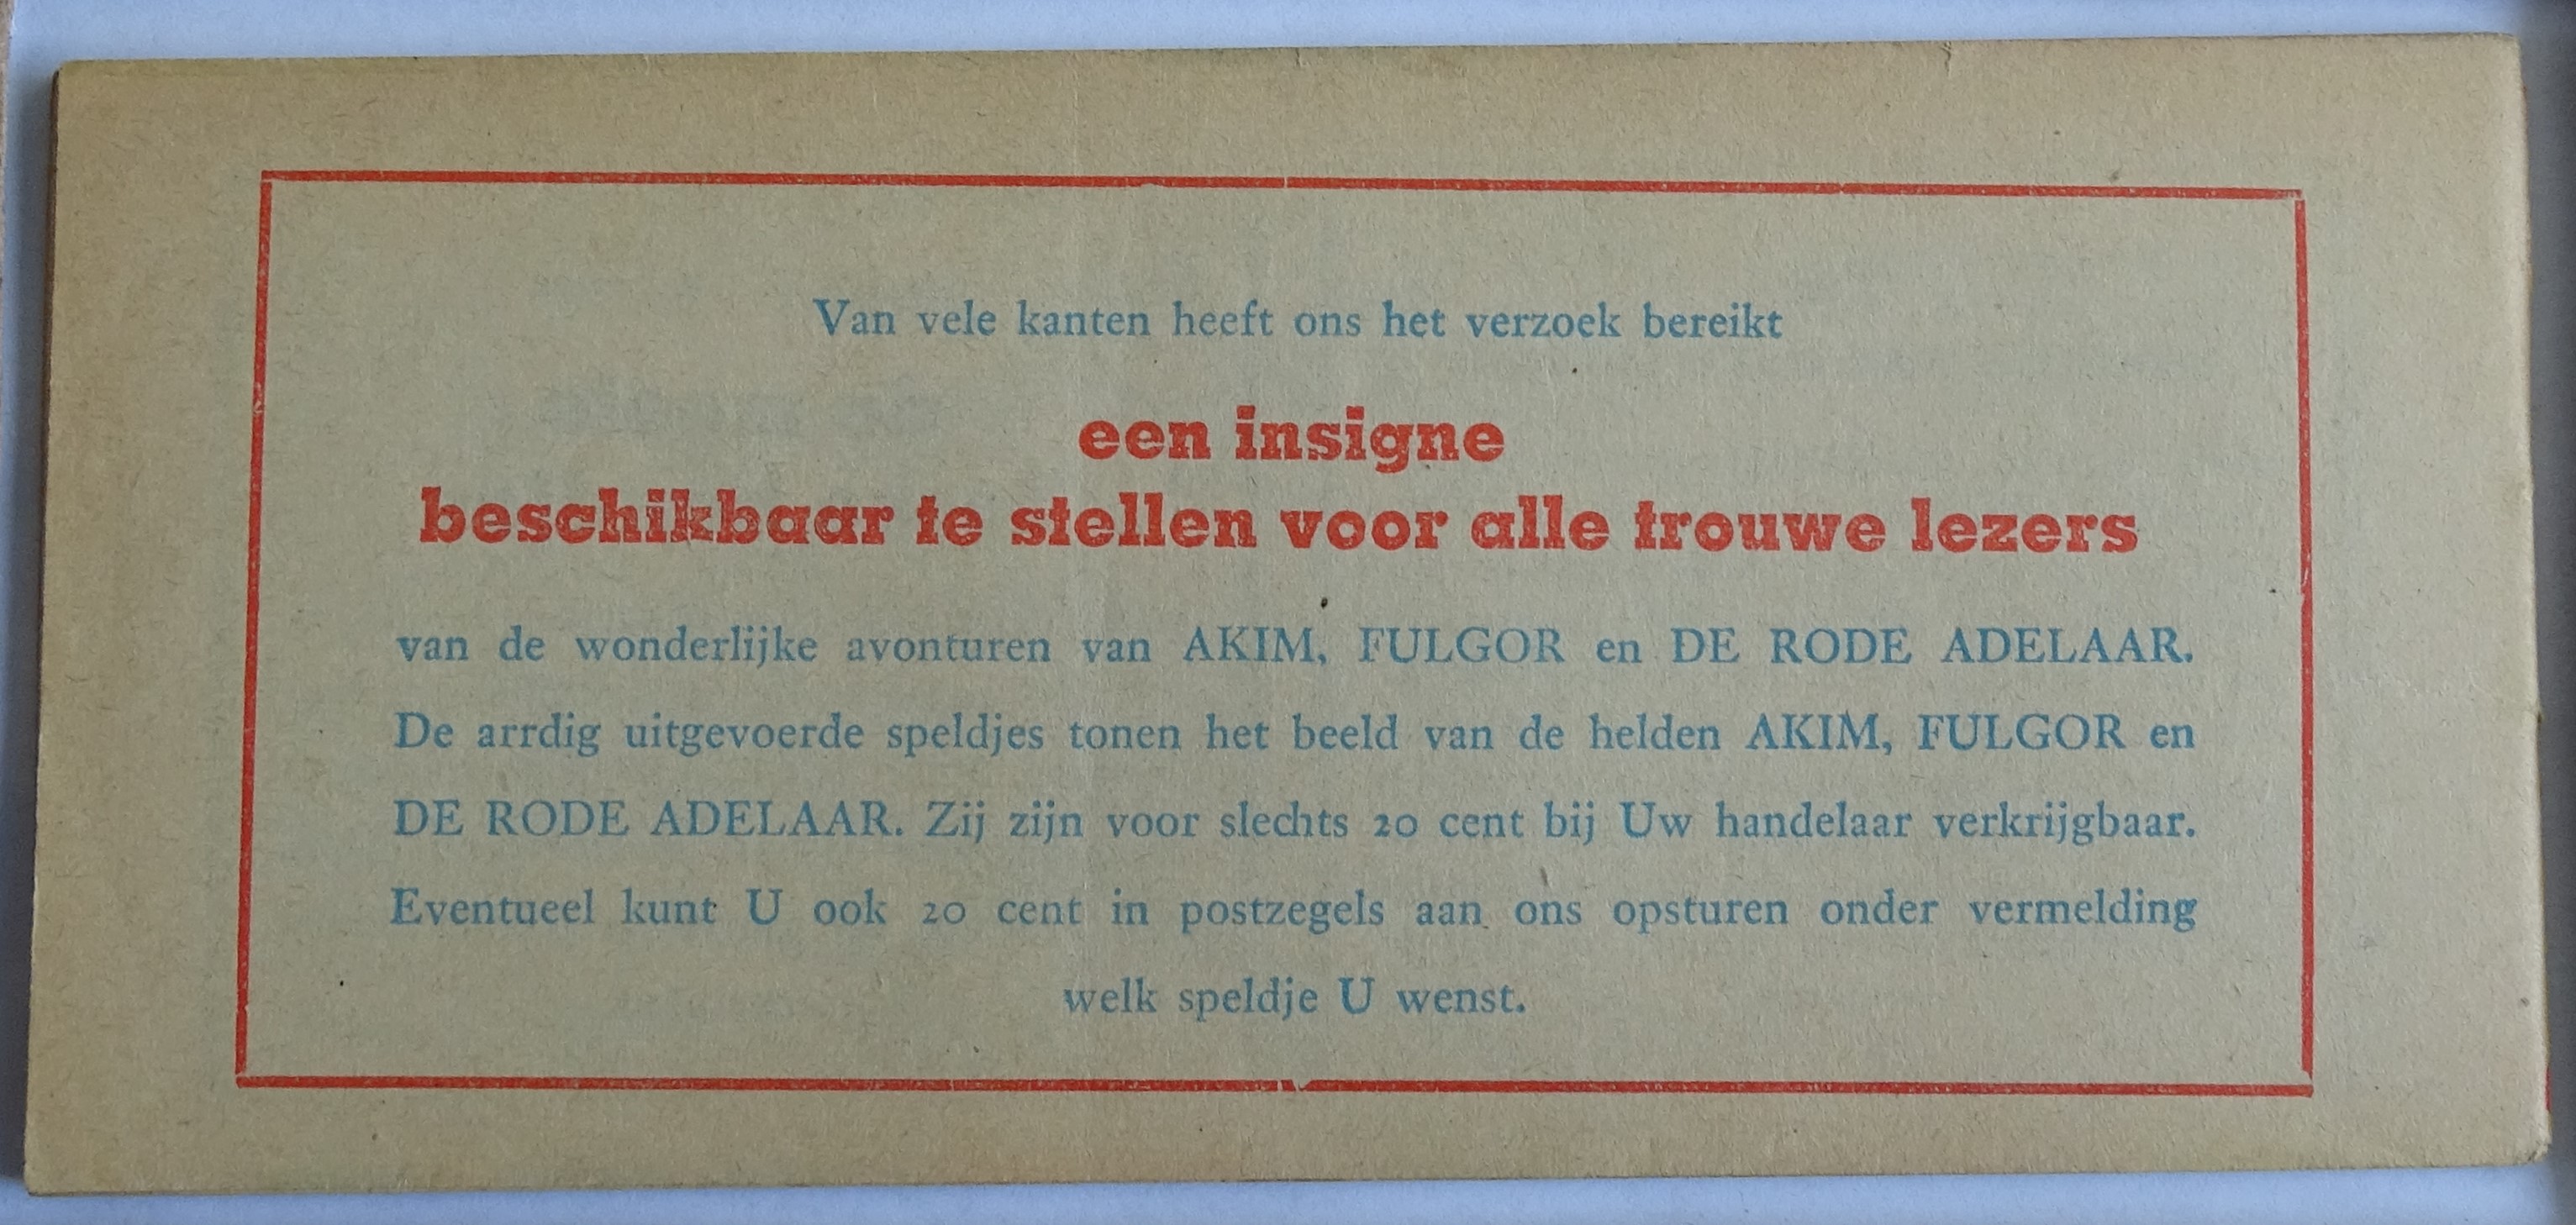 Van vele kanten heeft ons het verzoek bereikt
een insigne
beschikbaar te stellen voor alle trouwe lezers
van de wonderlijke avonturen van AKIM, FULGOR en DE RODE ADELAAR.
De arrdig uitgevoerde speldjes tonen het beeld van de helden AKIM, FULGOR en
DE RODE ADELAAR. Zij zijn voor slechts 20 cent bij Uw handelaar verkrijgbaar.
Eventueel kunt U ook 20 cent in postzegels aan ons opsturen onder vermelding
welk speldje U wenst.